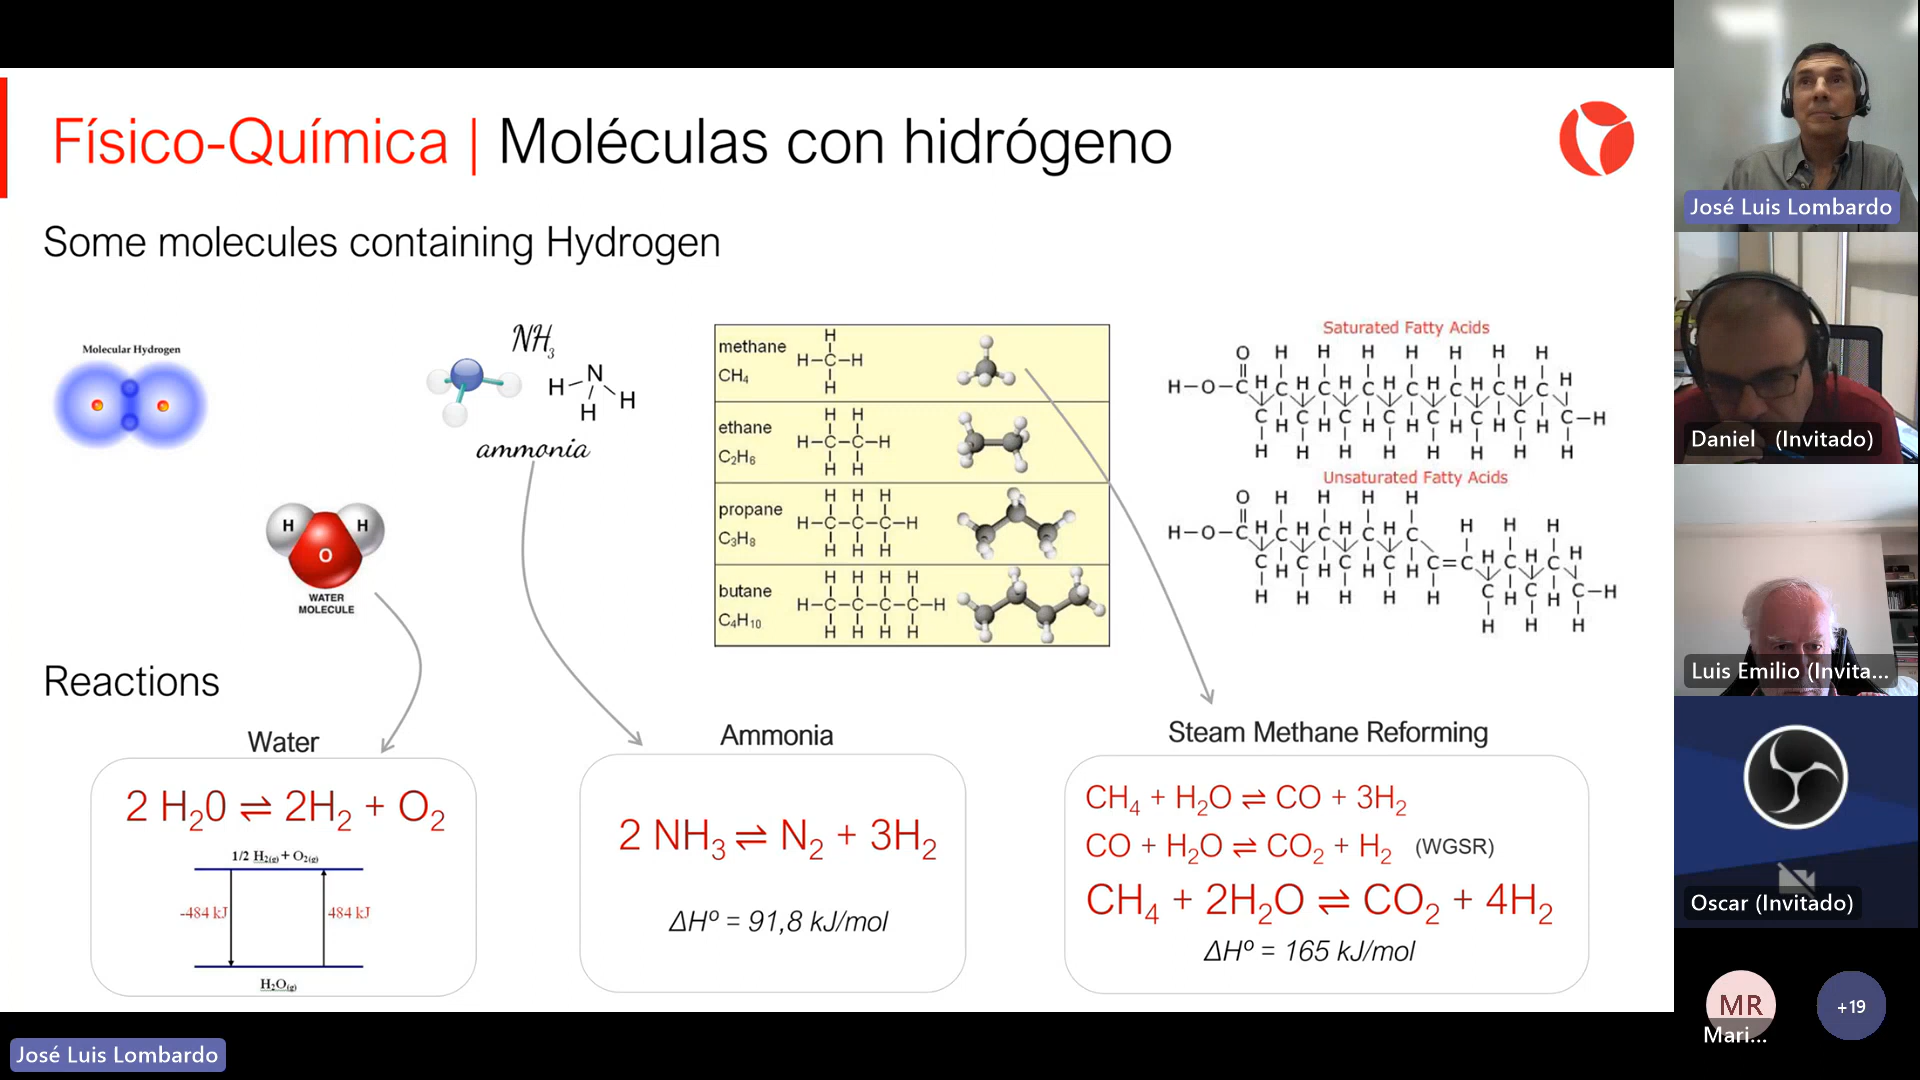 Físico-Química | Moléculas con hidrógeno
Some molecules containing Hydrogen
Molecular Hydrogen
H H
O
WATER
MOLECULE
NH₃
H N H
H
ammonia
methane
CH₄
H
H–C–H
H
ethane
C₂H₆
H H
H–C–C–H
H H
propane
C₃H₈
H H H
H–C–C–C–H
H H H
butane
C₄H₁₀
H H H H
H–C–C–C–C–H
H H H H
Saturated Fatty Acids
O H H H H H H H
H–O–C H C H C H C H C H C H C H C H
C H C H C H C H C H C H C H C–H
H H H H H H H H
Unsaturated Fatty Acids
O H H H H
H–O–C H C H C H C H C
H H H
C H C H C H C H C=C H C H C H C H
C H C H C–H
H H H H H
H H H
Reactions
Water
2 H₂0 ⇌ 2H₂ + O₂
1/2 H₂₍g₎ + O₂₍g₎
-484 kJ 484 kJ
H₂O₍g₎
Ammonia
2 NH₃ ⇌ N₂ + 3H₂
ΔHº = 91,8 kJ/mol
Steam Methane Reforming
CH₄ + H₂O ⇌ CO + 3H₂
CO + H₂O ⇌ CO₂ + H₂ (WGSR)
CH₄ + 2H₂O ⇌ CO₂ + 4H₂
ΔHº = 165 kJ/mol
José Luis Lombardo
José Luis Lombardo
Daniel (Invitado)
Luis Emilio (Invita...
Oscar (Invitado)
MR
Mari...
+19